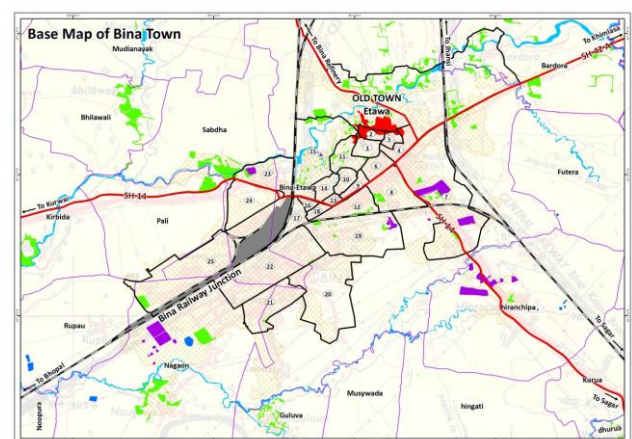 Base Map of Bina Town
Mudianayak
To Bina Refinery
To Jhansi
To Khimlasa
SH-42-A
Bardora
Bhilawali
OLD TOWN
Etawa
Sabdha
Futera
2
3
5
4
6
11
15
23
Bina-Etawa
14
10
9
8
7
To Kurwai
SH-14
Kirbida
Pali
24
13
18
12
17
19
SH-14
25
22
Bina Railway Junction
21
20
hiranchipa
Rupau
To Bhopal
Nagaon
To Sagar
Kurua
To Sagar
Musywada
hingati
Guluva
Noopura
dhurua